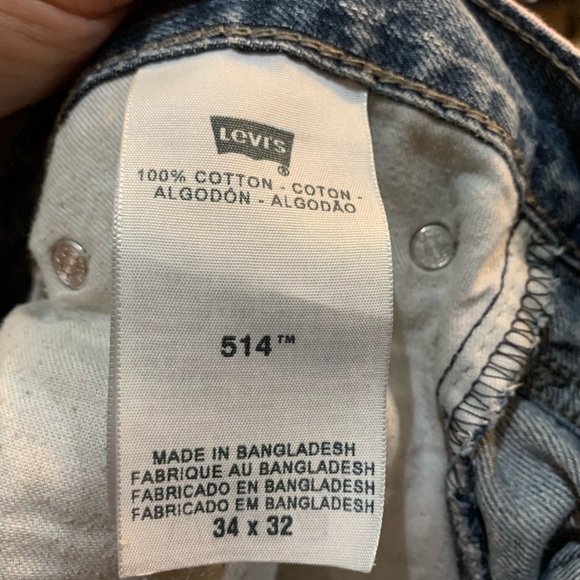 LEVI'S
®
100% COTTON - COTON -
ALGODÓN - ALGODÃO
514™
MADE IN BANGLADESH
FABRIQUE AU BANGLADESH
FABRICADO EN BANGLADESH
FABRICADO EM BANGLADESH
34 x 32